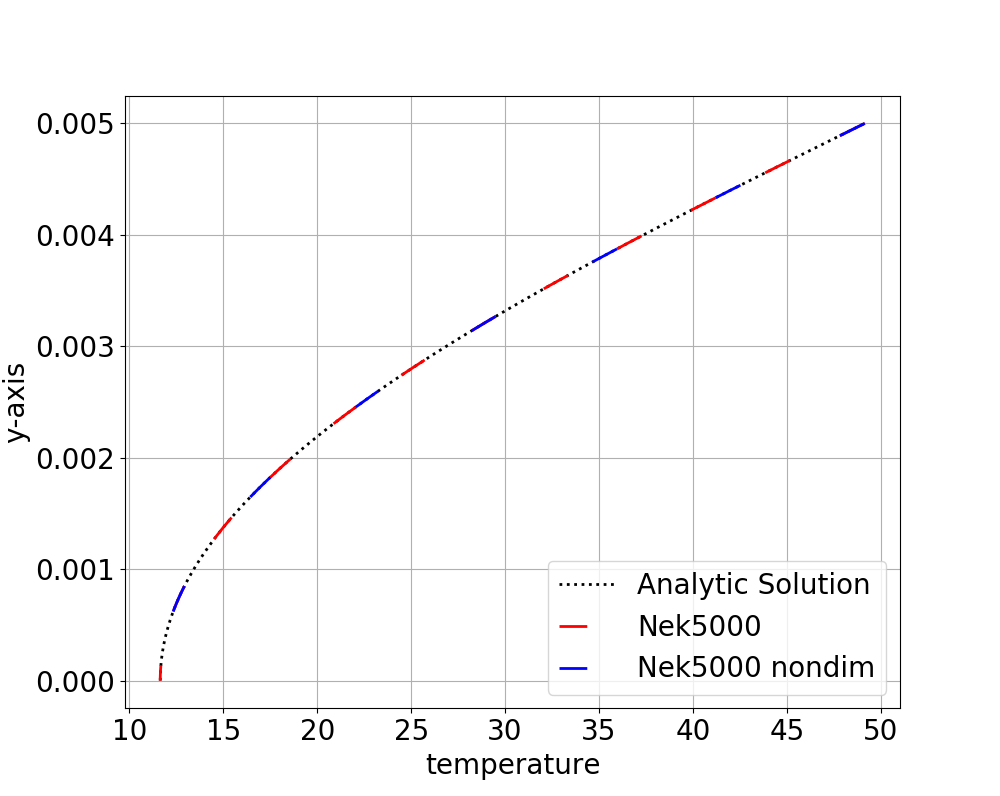 0.005
0.004
0.003
0.002
0.001
0.000
y-axis
10 15 20 25 30 35 40 45 50
temperature
Analytic Solution
Nek5000
Nek5000 nondim